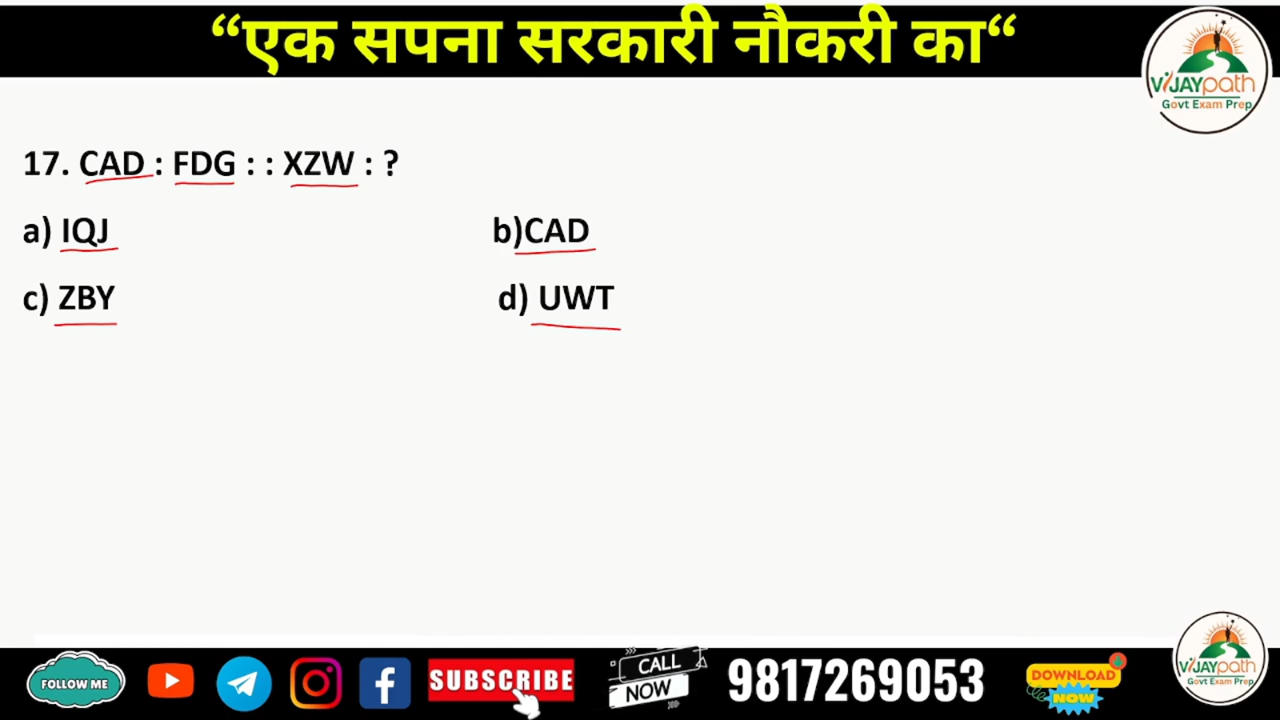 “एक सपना सरकारी नौकरी का“
VIJAYpath
Govt Exam Prep
17. CAD : FDG : : XZW : ?
a) IQJ b)CAD
c) ZBY d) UWT
VIJAYpath
Govt Exam Prep
FOLLOW ME SUBSCRIBE CALL NOW 9817269053 DOWNLOAD NOW